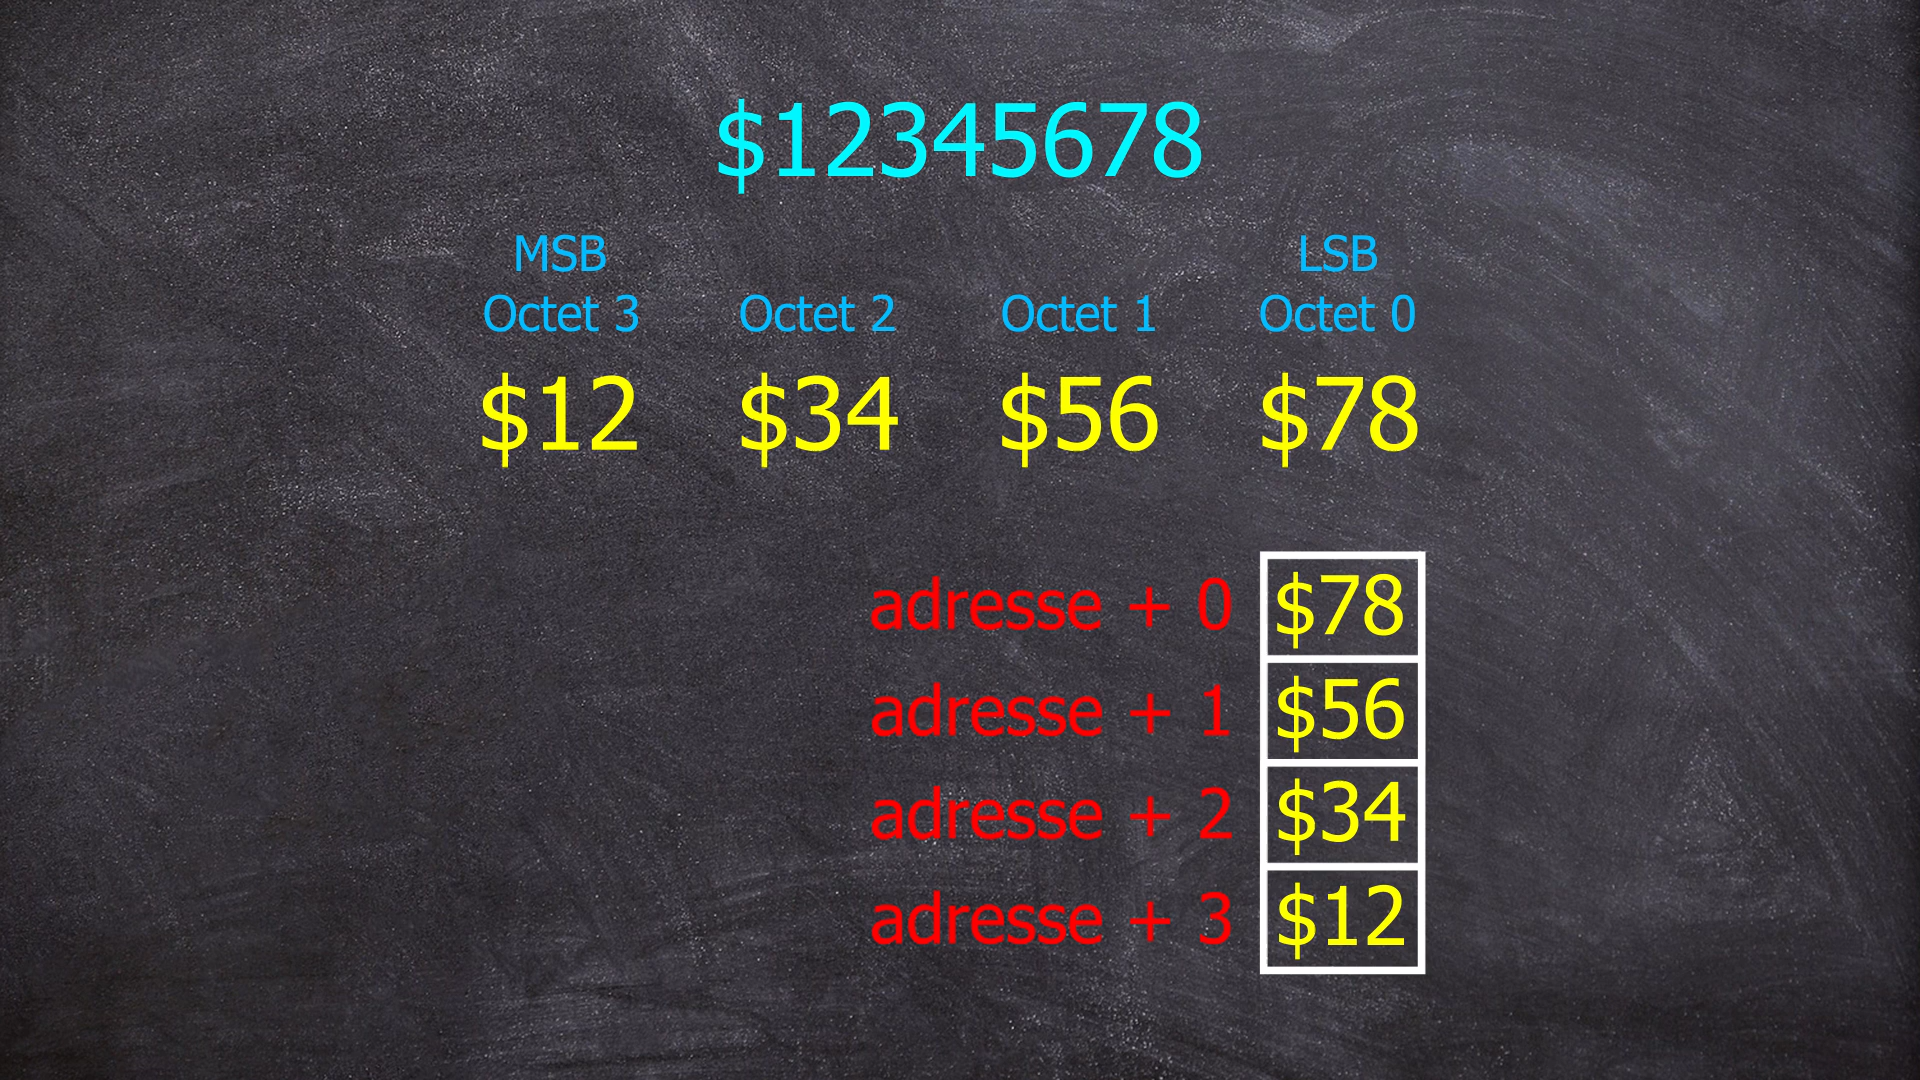 $12345678
MSB LSB
Octet 3 Octet 2 Octet 1 Octet 0
$12 $34 $56 $78
adresse + 0 $78
adresse + 1 $56
adresse + 2 $34
adresse + 3 $12